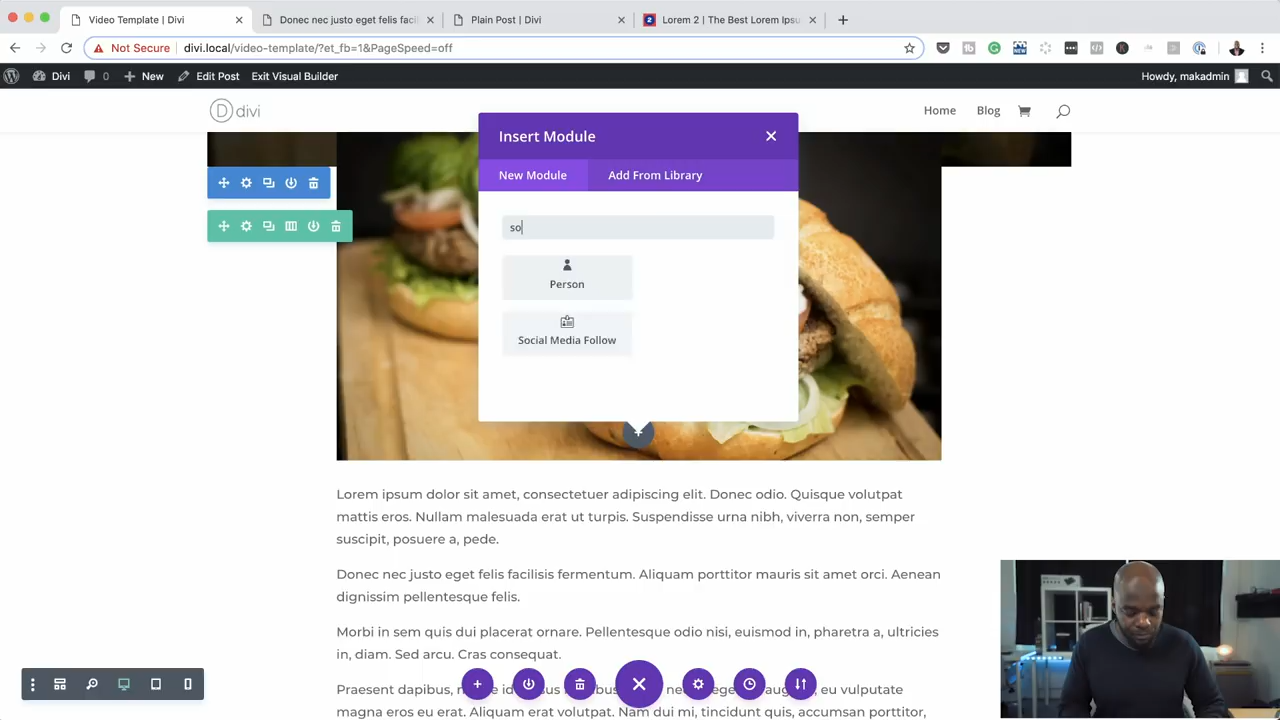 Video Template | Divi
Donec nec justo eget felis facil
Plain Post | Divi
Lorem 2 | The Best Lorem Ipsu
Not Secure
divi.local/video-template/?et_fb=1&PageSpeed=off
Divi
0
New
Edit Post
Exit Visual Builder
Howdy, makadmin
D divi
Home
Blog
Insert Module
New Module
Add From Library
so
Person
Social Media Follow
Lorem ipsum dolor sit amet, consectetuer adipiscing elit. Donec odio. Quisque volutpat
mattis eros. Nullam malesuada erat ut turpis. Suspendisse urna nibh, viverra non, semper
suscipit, posuere a, pede.
Donec nec justo eget felis facilisis fermentum. Aliquam porttitor mauris sit amet orci. Aenean
dignissim pellentesque felis.
Morbi in sem quis dui placerat ornare. Pellentesque odio nisi, euismod in, pharetra a, ultricies
in, diam. Sed arcu. Cras consequat.
Praesent dapibus,
magna eros eu erat. Aliquam erat volutpat. Nam dui mi, tincidunt quis, accumsan porttitor,